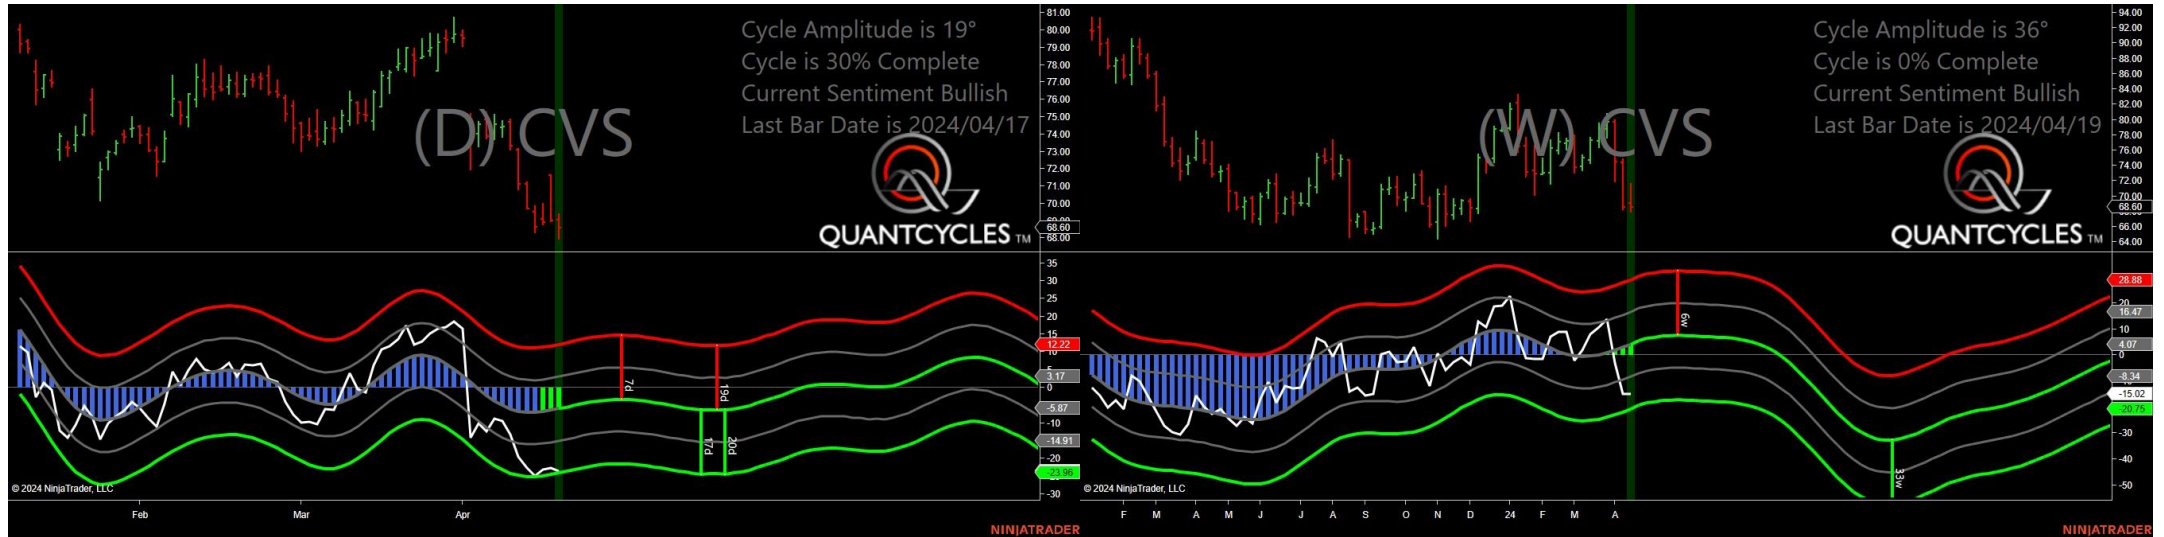 Cycle Amplitude is 19°
Cycle is 30% Complete
Current Sentiment Bullish
Last Bar Date is 2024/04/17
(D) CVS
QUANTCYCLES TM
81.00
80.00
79.00
78.00
77.00
76.00
75.00
74.00
73.00
72.00
71.00
70.00
69.00
68.60
68.00
35
30
25
20
15
12.22
10
5
3.17
0
-5.87
-10
-14.91
-20
-23.96
-30
7d
19d
17d
20d
© 2024 NinjaTrader, LLC
Feb
Mar
Apr
NINJATRADER
Cycle Amplitude is 36°
Cycle is 0% Complete
Current Sentiment Bullish
Last Bar Date is 2024/04/19
(W) CVS
QUANTCYCLES TM
94.00
92.00
90.00
88.00
86.00
84.00
82.00
80.00
78.00
76.00
74.00
72.00
70.00
68.60
66.00
64.00
28.88
20
16.47
10
4.07
0
-8.34
-15.02
-20.75
-30
-40
-50
6w
33w
© 2024 NinjaTrader, LLC
F
M
A
M
J
J
A
S
O
N
D
24
F
M
A
NINJATRADER